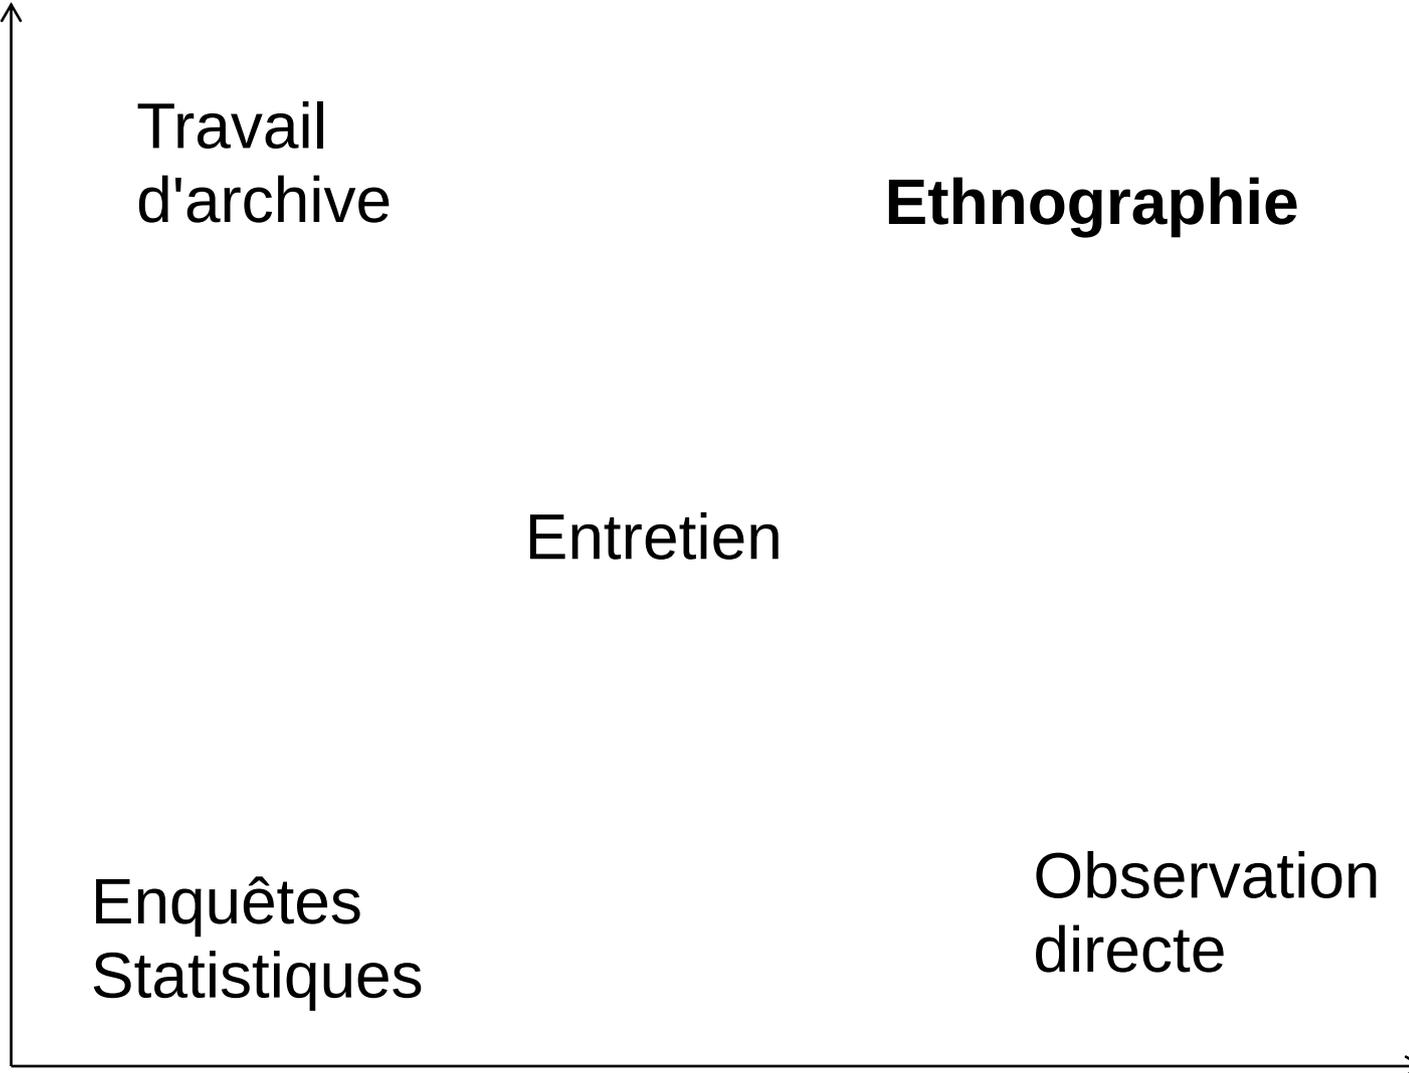 Travail
d'archive
Ethnographie
Entretien
Enquêtes
Statistiques
Observation
directe